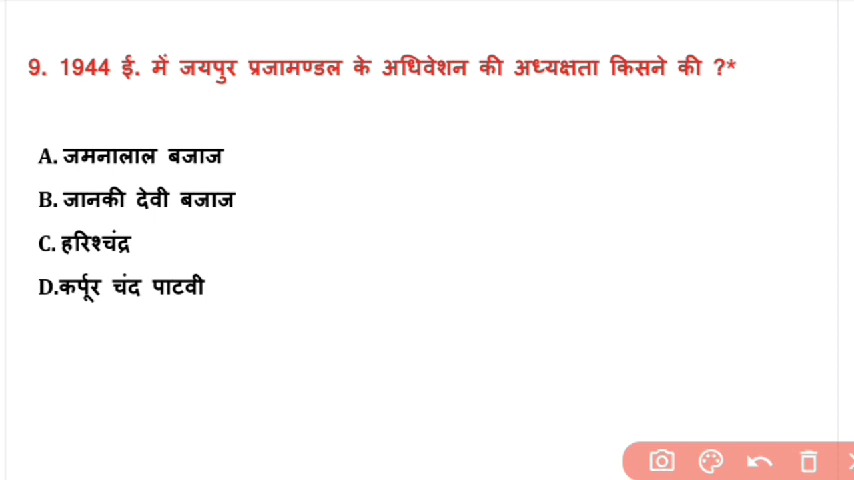 9. 1944 ई. में जयपुर प्रजामण्डल के अधिवेशन की अध्यक्षता किसने की ?*
A. जमनालाल बजाज
B. जानकी देवी बजाज
C. हरिश्चंद्र
D.कर्पूर चंद पाटवी